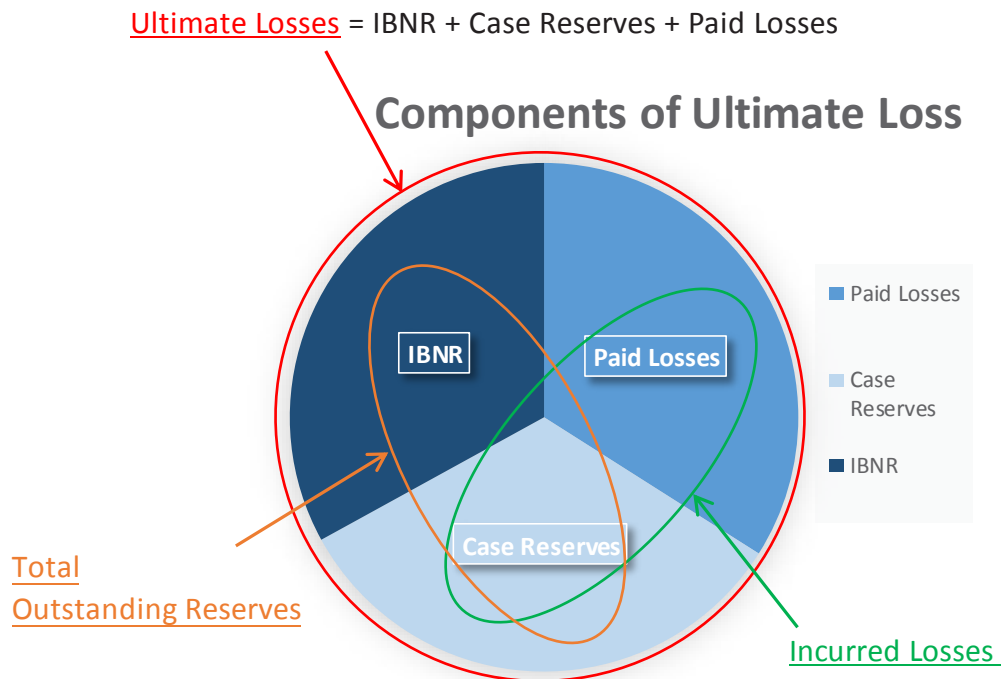 Ultimate Losses = IBNR + Case Reserves + Paid Losses
Components of Ultimate Loss
IBNR
Paid Losses
Case Reserves
Paid Losses
Case
Reserves
IBNR
Total
Outstanding Reserves
Incurred Losses